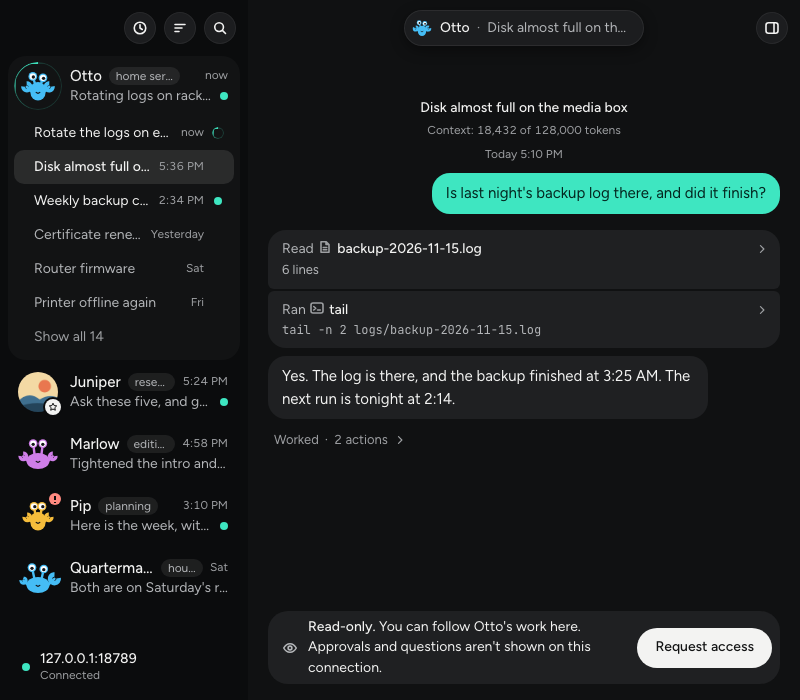 Otto · Disk almost full on th...
Otto home ser... now
Rotating logs on rack...
Rotate the logs on e... now
Disk almost full o... 5:36 PM
Weekly backup c... 2:34 PM
Certificate rene... Yesterday
Router firmware Sat
Printer offline again Fri
Show all 14
Juniper rese... 5:24 PM
Ask these five, and g...
Marlow editi... 4:58 PM
Tightened the intro and...
Pip planning 3:10 PM
Here is the week, wit...
Quarterma... hou... Sat
Both are on Saturday's r...
127.0.0.1:18789
Connected
Disk almost full on the media box
Context: 18,432 of 128,000 tokens
Today 5:10 PM
Is last night's backup log there, and did it finish?
Read backup-2026-11-15.log
6 lines
Ran tail
tail -n 2 logs/backup-2026-11-15.log
Yes. The log is there, and the backup finished at 3:25 AM. The
next run is tonight at 2:14.
Worked · 2 actions
Read-only. You can follow Otto's work here.
Approvals and questions aren't shown on this
connection.
Request access